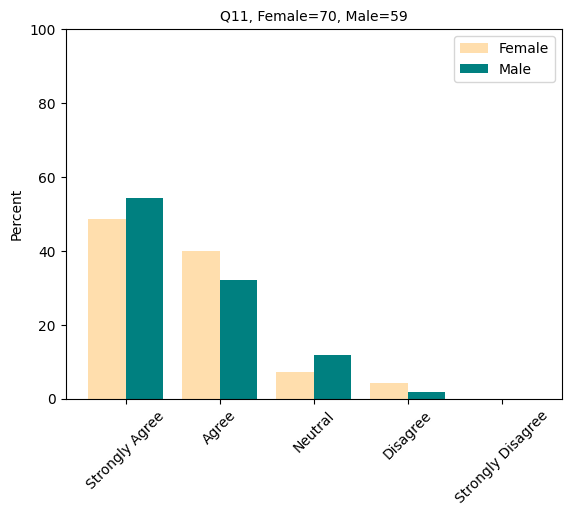 Q11, Female=70, Male=59
100
80
60
40
20
0
Percent
Female
Male
Strongly Agree
Agree
Neutral
Disagree
Strongly Disagree